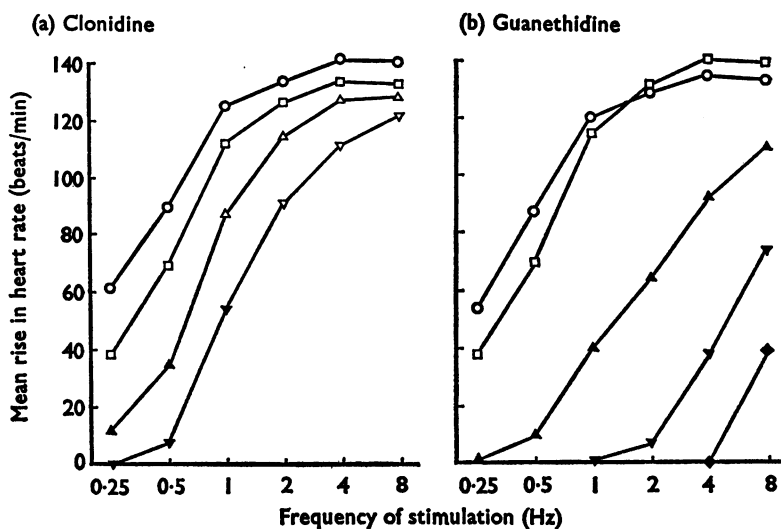 (a) Clonidine
(b) Guanethidine
Mean rise in heart rate (beats/min)
140
120
100
80
60
40
20
0
0·25 0·5 1 2 4 8
0·25 0·5 1 2 4 8
Frequency of stimulation (Hz)